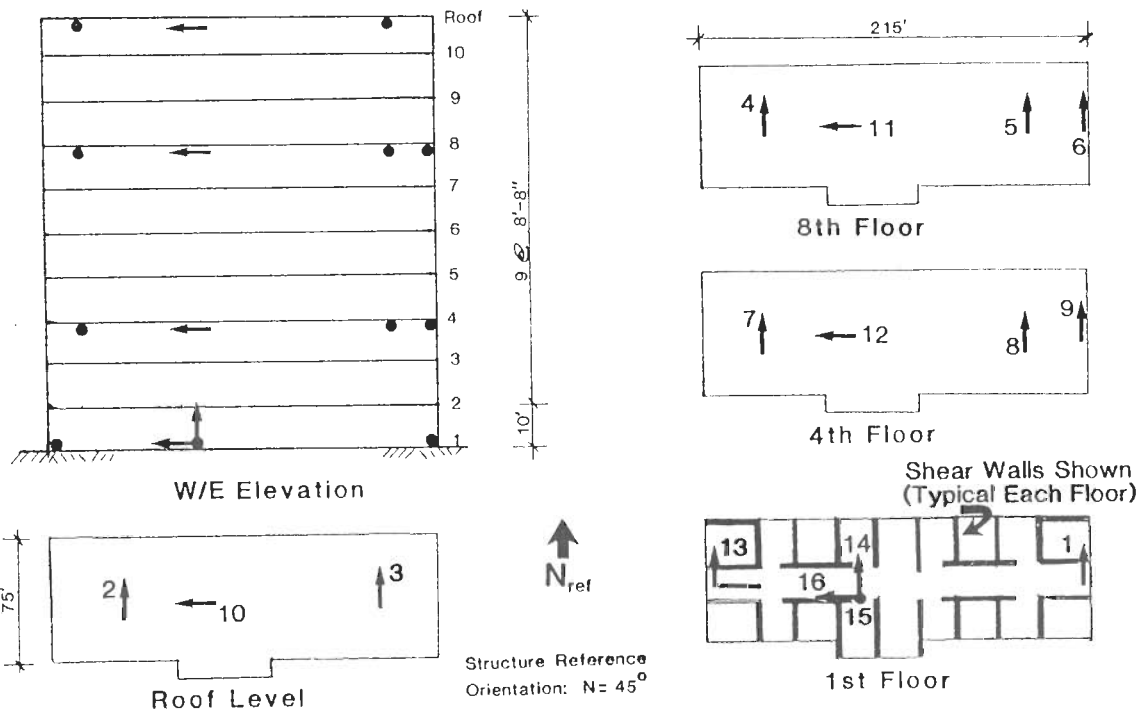 Roof
10
9
8
7
6
5
4
3
2
1
9 @ 8'-8"
10'
W/E Elevation
215'
4
11
5
6
8th Floor
7
12
8
9
4th Floor
75'
2
10
3
Roof Level
Nref
Structure Reference
Orientation: N= 45°
Shear Walls Shown
(Typical Each Floor)
13
14
1
16
15
1st Floor